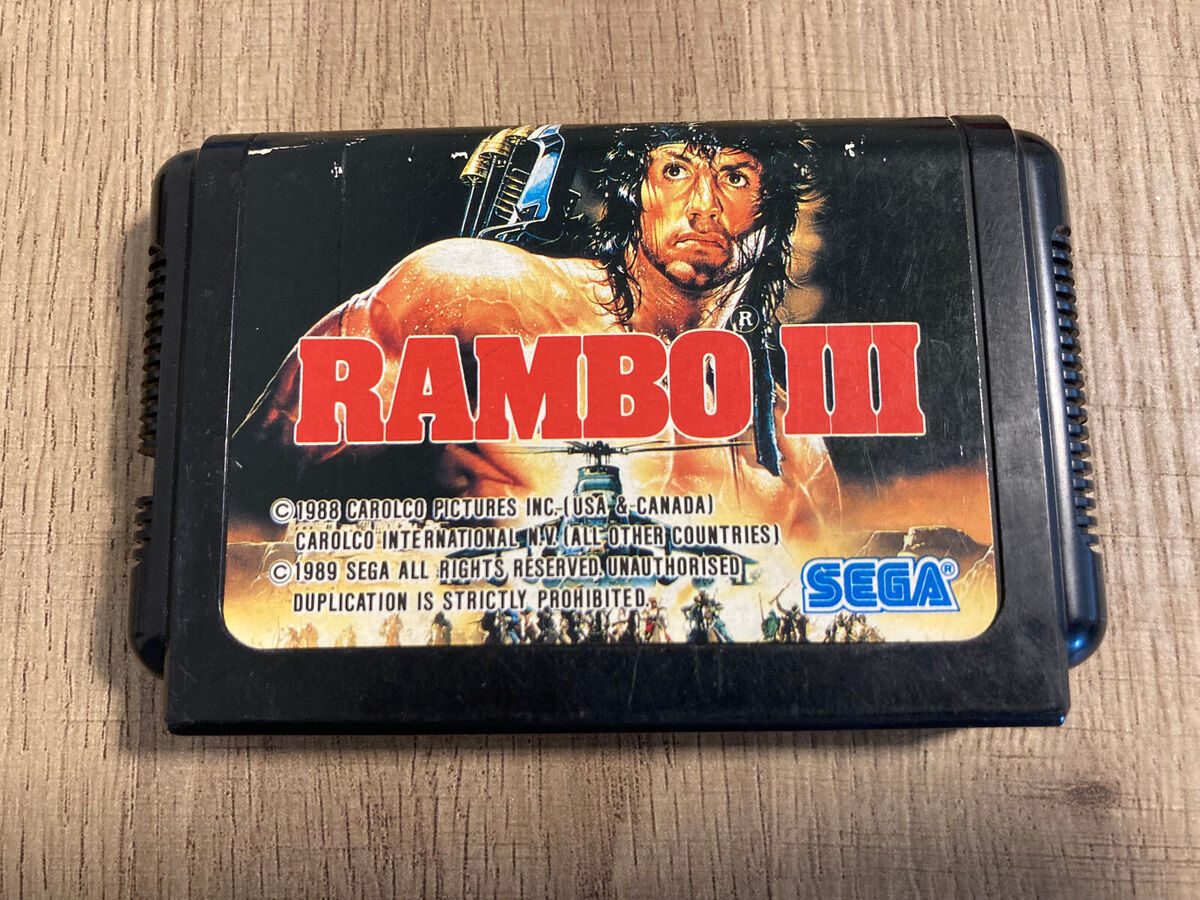 RAMBO® III
©1988 CAROLCO PICTURES INC.(USA & CANADA)
CAROLCO INTERNATIONAL N.V. (ALL OTHER COUNTRIES)
©1989 SEGA ALL RIGHTS RESERVED. UNAUTHORISED
DUPLICATION IS STRICTLY PROHIBITED.
SEGA®